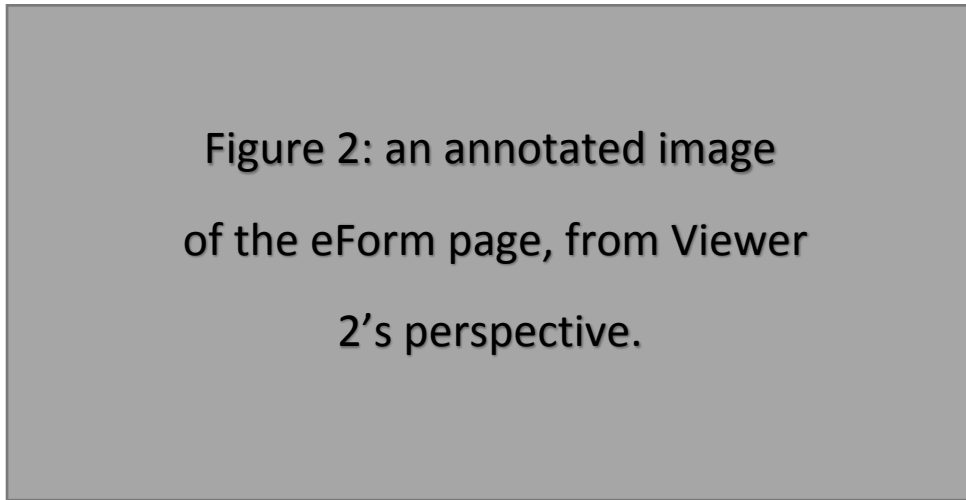 Figure 2: an annotated image
of the eForm page, from Viewer
2’s perspective.